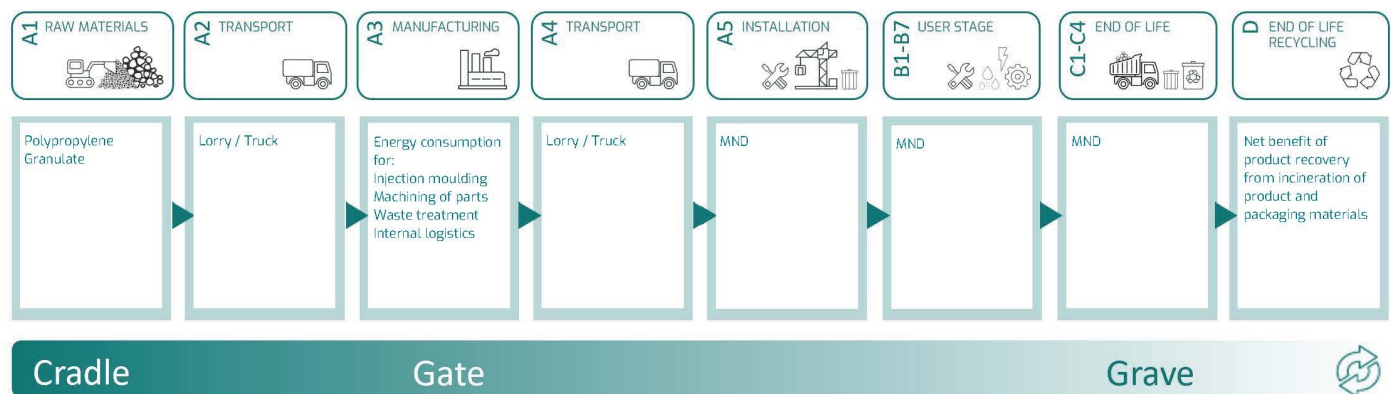 A1 RAW MATERIALS
A2 TRANSPORT
A3 MANUFACTURING
A4 TRANSPORT
A5 INSTALLATION
B1-B7 USER STAGE
C1-C4 END OF LIFE
D END OF LIFE
RECYCLING
Polypropylene
Granulate
Lorry / Truck
Energy consumption
for:
Injection moulding
Machining of parts
Waste treatment
Internal logistics
Lorry / Truck
MND
MND
MND
Net benefit of
product recovery
from incineration of
product and
packaging materials
Cradle
Gate
Grave